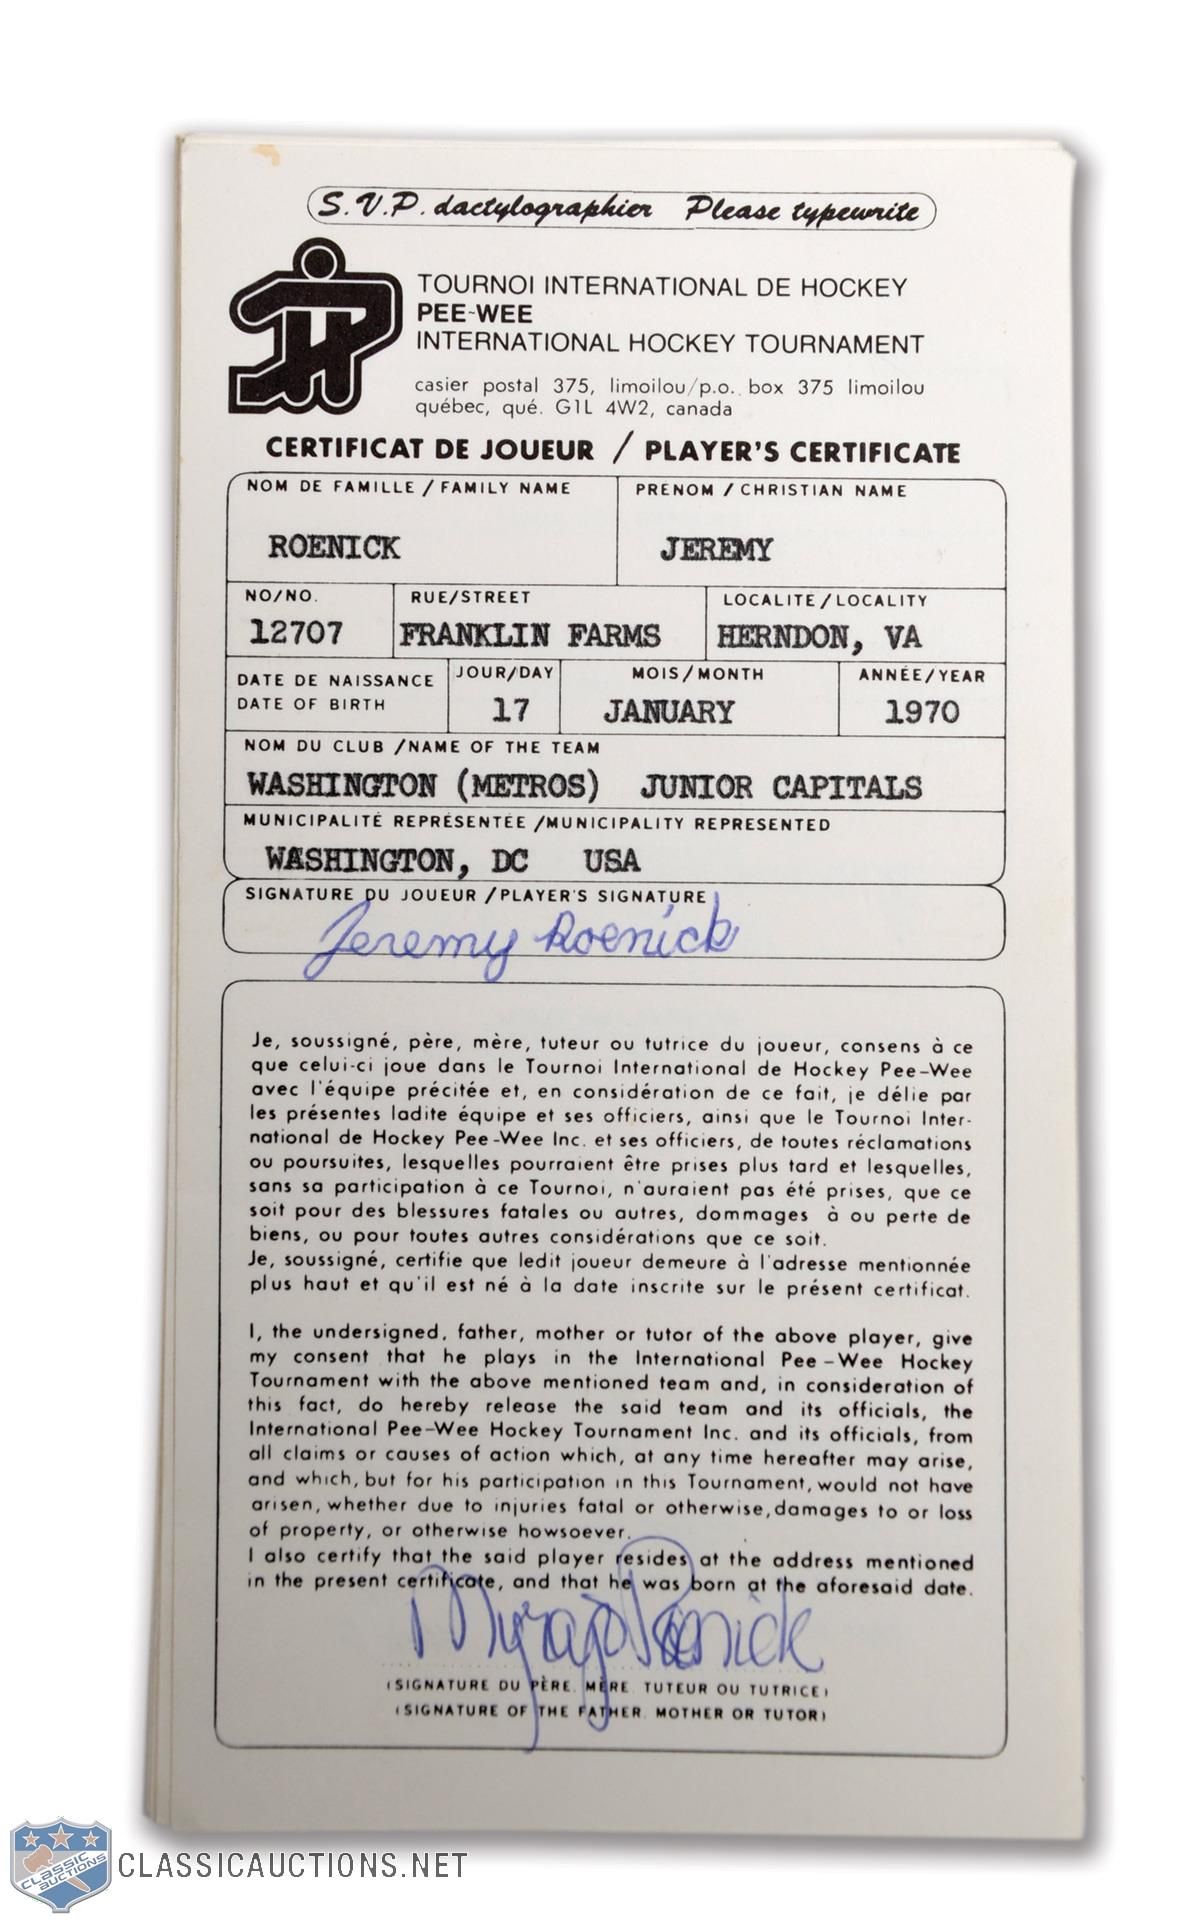 S.V.P. dactylographier Please typewrite
TOURNOI INTERNATIONAL DE HOCKEY
PEE-WEE
INTERNATIONAL HOCKEY TOURNAMENT
casier postal 375, limoilou/p.o. box 375 limoilou
québec, qué. G1L 4W2, canada
CERTIFICAT DE JOUEUR / PLAYER'S CERTIFICATE
NOM DE FAMILLE / FAMILY NAME PRÉNOM / CHRISTIAN NAME
ROENICK JEREMY
NO/NO. RUE/STREET LOCALITÉ / LOCALITY
12707 FRANKLIN FARMS HERNDON, VA
DATE DE NAISSANCE JOUR/DAY MOIS/MONTH ANNÉE/YEAR
DATE OF BIRTH 17 JANUARY 1970
NOM DU CLUB / NAME OF THE TEAM
WASHINGTON (METROS) JUNIOR CAPITALS
MUNICIPALITÉ REPRÉSENTÉE / MUNICIPALITY REPRESENTED
WASHINGTON, DC USA
SIGNATURE DU JOUEUR / PLAYER'S SIGNATURE
Jeremy Roenick
Je, soussigné, père, mère, tuteur ou tutrice du joueur, consens à ce
que celui-ci joue dans le Tournoi International de Hockey Pee-Wee
avec l'équipe précitée et, en considération de ce fait, je délie par
les présentes ladite équipe et ses officiers, ainsi que le Tournoi Inter-
national de Hockey Pee-Wee Inc. et ses officiers, de toutes réclamations
ou poursuites, lesquelles pourraient être prises plus tard et lesquelles,
sans sa participation à ce Tournoi, n'auraient pas été prises, que ce
soit pour des blessures fatales ou autres, dommages à ou perte de
biens, ou pour toutes autres considérations que ce soit.
Je, soussigné, certifie que ledit joueur demeure à l'adresse mentionnée
plus haut et qu'il est né à la date inscrite sur le présent certificat.
I, the undersigned, father, mother or tutor of the above player, give
my consent that he plays in the International Pee-Wee Hockey
Tournament with the above mentioned team and, in consideration of
this fact, do hereby release the said team and its officials, the
International Pee-Wee Hockey Tournament Inc. and its officials, from
all claims or causes of action which, at any time hereafter may arise,
and which, but for his participation in this Tournament, would not have
arisen, whether due to injuries fatal or otherwise, damages to or loss
of property, or otherwise howsoever.
I also certify that the said player resides at the address mentioned
in the present certificate, and that he was born at the aforesaid date.
Roenick
(SIGNATURE DU PÈRE, MÈRE, TUTEUR OU TUTRICE)
(SIGNATURE OF THE FATHER, MOTHER OR TUTOR)
CLASSIC
AUCTIONS
CLASSICAUCTIONS.NET